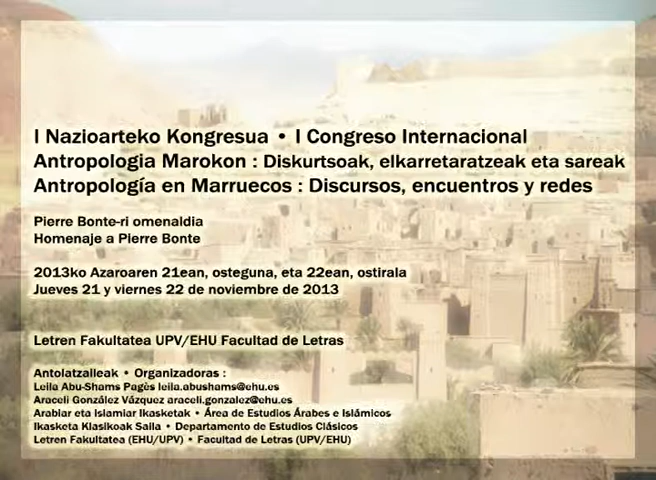 I Nazioarteko Kongresua • I Congreso Internacional
Antropologia Marokon : Diskurtsoak, elkarretaratzeak eta sareak
Antropología en Marruecos : Discursos, encuentros y redes
Pierre Bonte-ri omenaldia
Homenaje a Pierre Bonte
2013ko Azaroaren 21ean, osteguna, eta 22ean, ostirala
Jueves 21 y viernes 22 de noviembre de 2013
Letren Fakultatea UPV/EHU Facultad de Letras
Antolatzalleak • Organizadoras :
Leila Abu-Shams Pagès leila.abushams@ehu.es
Araceli González Vázquez araceli.gonzalez@ehu.es
Arabiar eta Islamiar Ikasketak • Área de Estudios Árabes e Islámicos
Ikasketa Klasikoak Saila • Departamento de Estudios Clásicos
Letren Fakultatea (EHU/UPV) • Facultad de Letras (UPV/EHU)